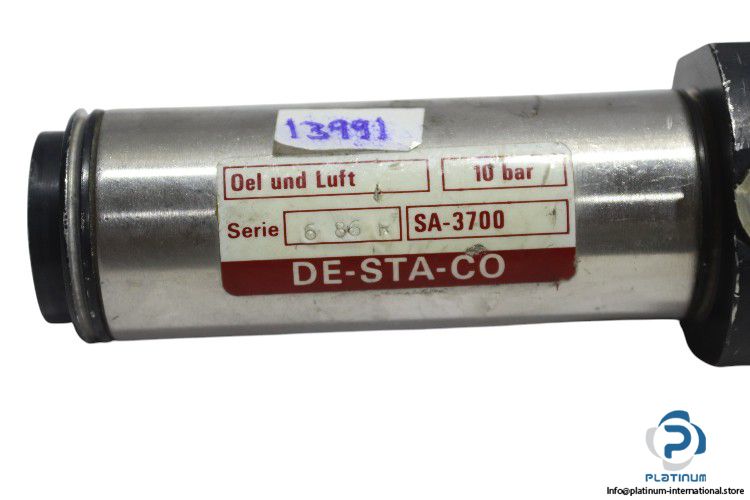 13991
Oel und Luft 10 bar
Serie 6 86 K SA-3700
DE-STA-CO
PLATINUM
Info@platinum-international.store